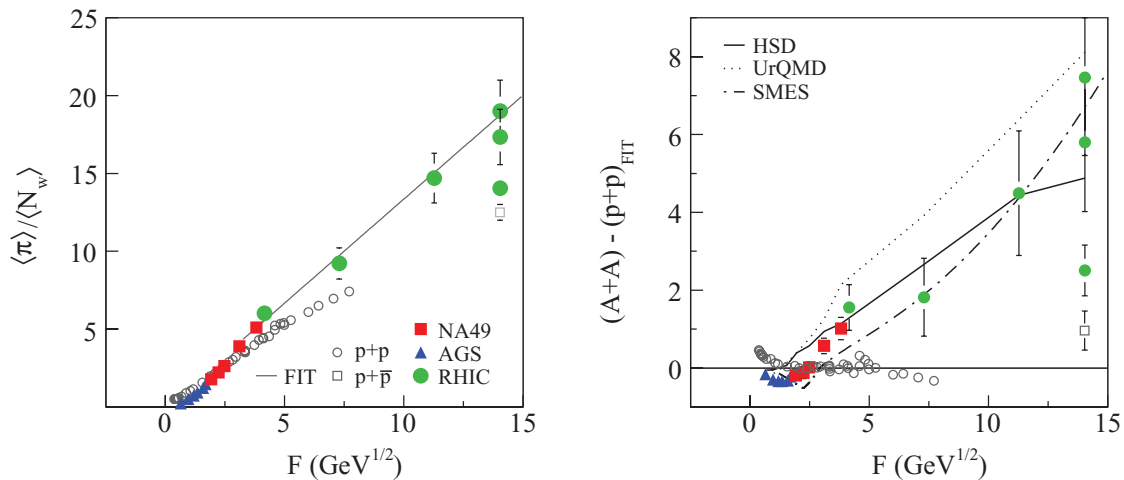 25
20
15
10
5
⟨π⟩/⟨N_w⟩
FIT
p+p
p+p̅
NA49
AGS
RHIC
0 5 10 15
F (GeV^{1/2})
HSD
UrQMD
SMES
8
6
4
2
0
(A+A) - (p+p)_{FIT}
0 5 10 15
F (GeV^{1/2})